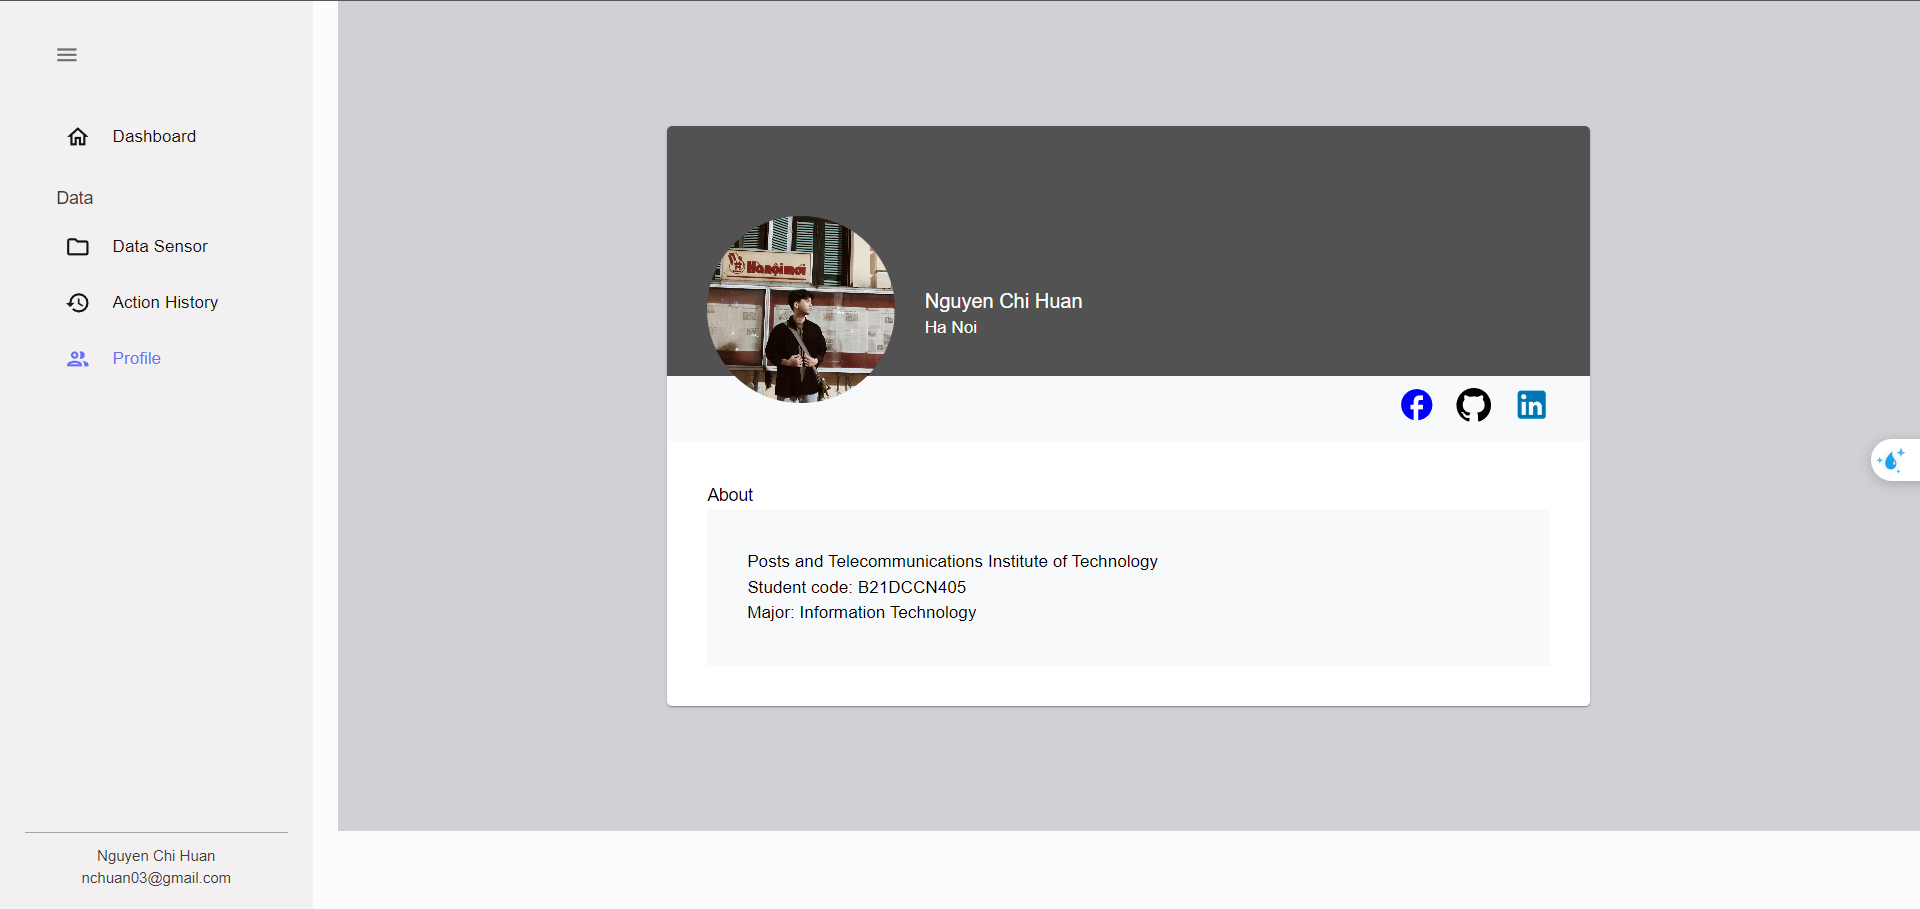 Dashboard
Data
Data Sensor
Action History
Profile
Nguyen Chi Huan
nchuan03@gmail.com
Hanộimới
Nguyen Chi Huan
Ha Noi
About
Posts and Telecommunications Institute of Technology
Student code: B21DCCN405
Major: Information Technology